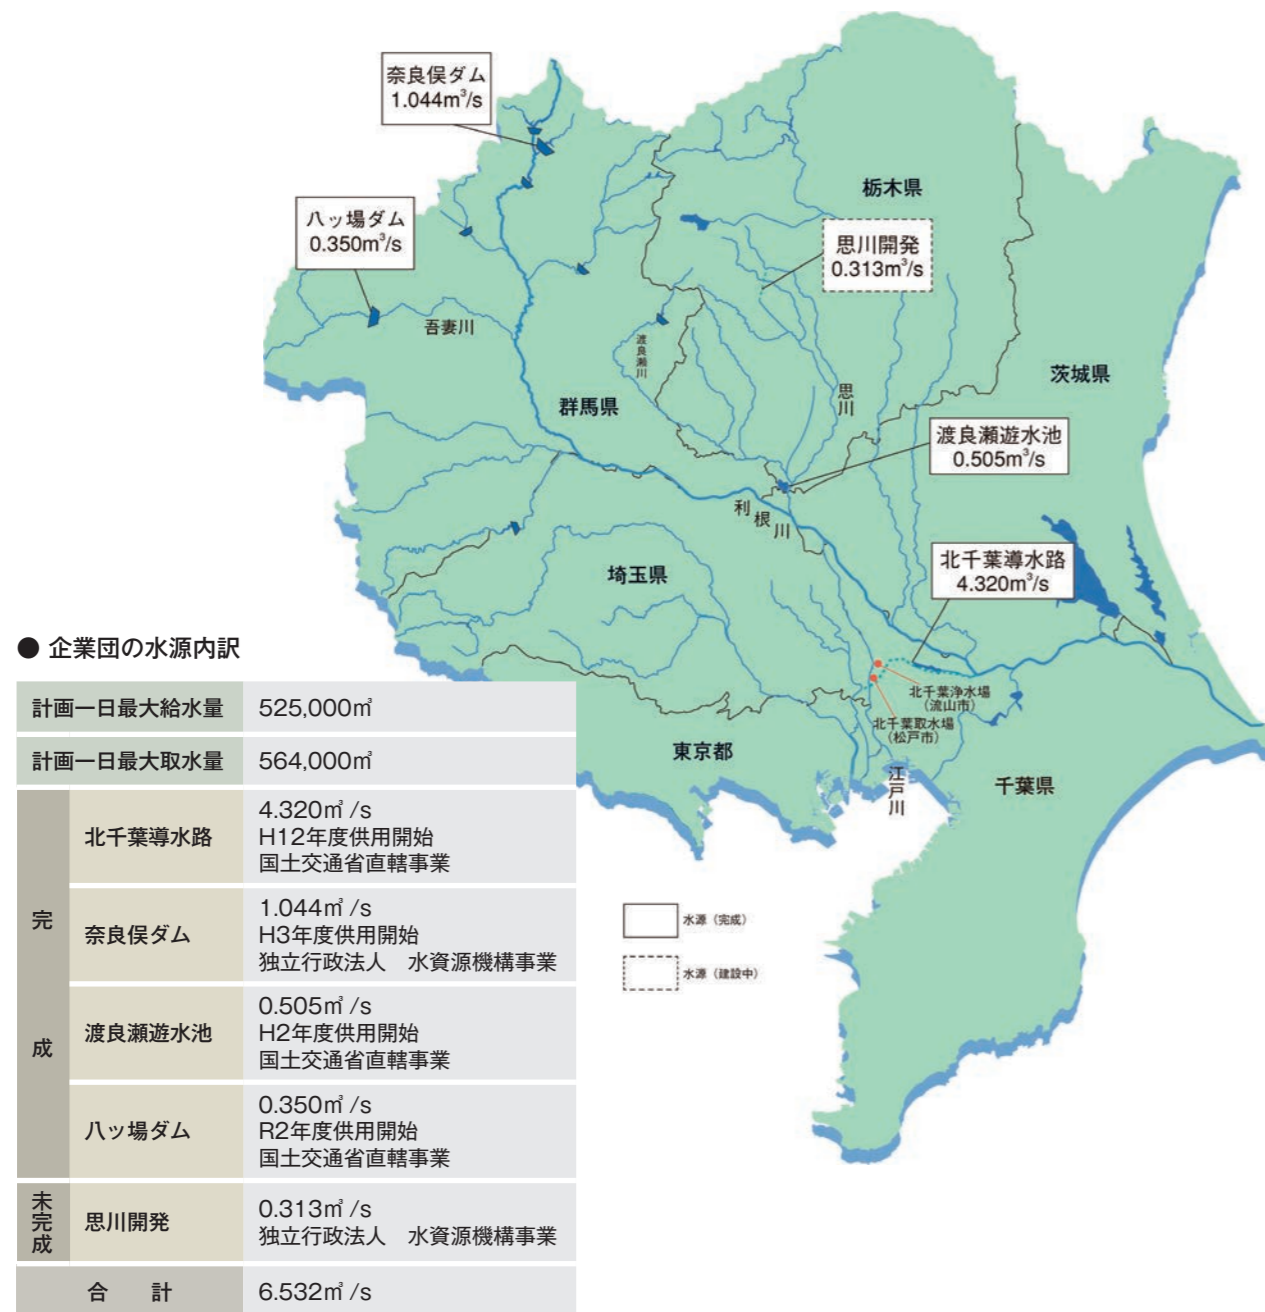 奈良俣ダム
1.044m³/s
八ッ場ダム
0.350m³/s
栃木県
思川開発
0.313m³/s
吾妻川
渡良瀬川
群馬県
思川
茨城県
渡良瀬遊水池
0.505m³/s
利根川
北千葉導水路
4.320m³/s
埼玉県
北千葉浄水場
（流山市）
北千葉取水場
（松戸市）
東京都
江戸川
千葉県
水源（完成）
水源（建設中）
● 企業団の水源内訳
計画一日最大給水量 525,000㎥
計画一日最大取水量 564,000㎥
完成
北千葉導水路
4.320㎥/s
H12年度供用開始
国土交通省直轄事業
奈良俣ダム
1.044㎥/s
H3年度供用開始
独立行政法人　水資源機構事業
渡良瀬遊水池
0.505㎥/s
H2年度供用開始
国土交通省直轄事業
八ッ場ダム
0.350㎥/s
R2年度供用開始
国土交通省直轄事業
未完成
思川開発
0.313㎥/s
独立行政法人　水資源機構事業
合　計 6.532㎥/s